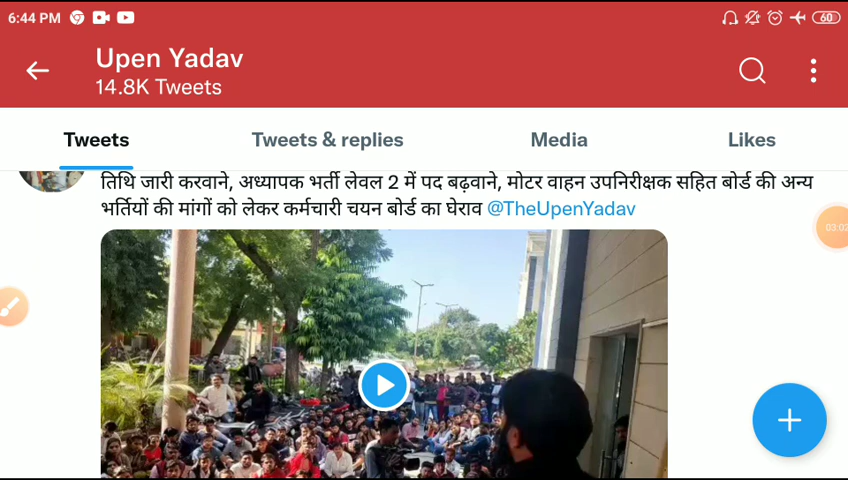 6:44 PM
60
Upen Yadav
14.8K Tweets
Tweets
Tweets & replies
Media
Likes
तिथि जारी करवाने, अध्यापक भर्ती लेवल 2 में पद बढ़वाने, मोटर वाहन उपनिरीक्षक सहित बोर्ड की अन्य
भर्तियों की मांगों को लेकर कर्मचारी चयन बोर्ड का घेराव @TheUpenYadav
03:02